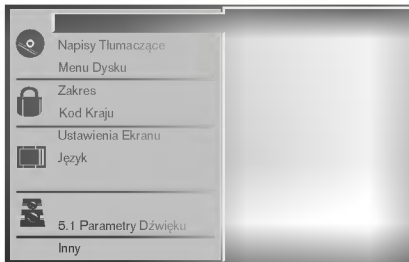 Napisy Tłumaczące
Menu Dysku
Zakres
Kod Kraju
Ustawienia Ekranu
Język
5.1 Parametry Dźwięku
Inny